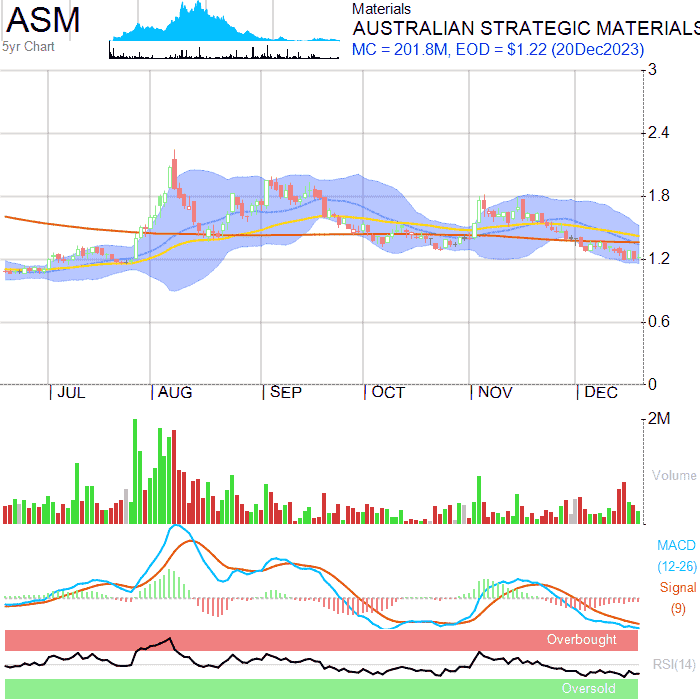 ASM
5yr Chart
Materials
AUSTRALIAN STRATEGIC MATERIALS
MC = 201.8M, EOD = $1.22 (20Dec2023)
3
2.4
1.8
1.2
0.6
0
JUL AUG SEP OCT NOV DEC
2M
Volume
MACD
(12-26)
Signal
(9)
Overbought
RSI(14)
Oversold